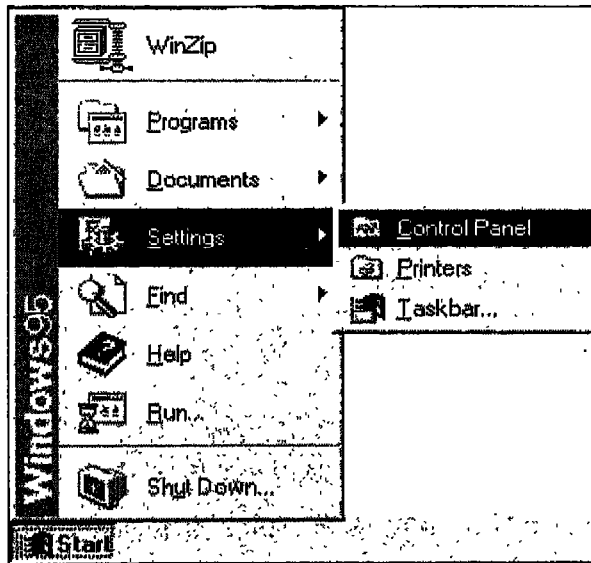 WinZip
Programs
Documents
Settings
Control Panel
Printers
Taskbar...
Find
Help
Run...
Shut Down...
Windows95
Start